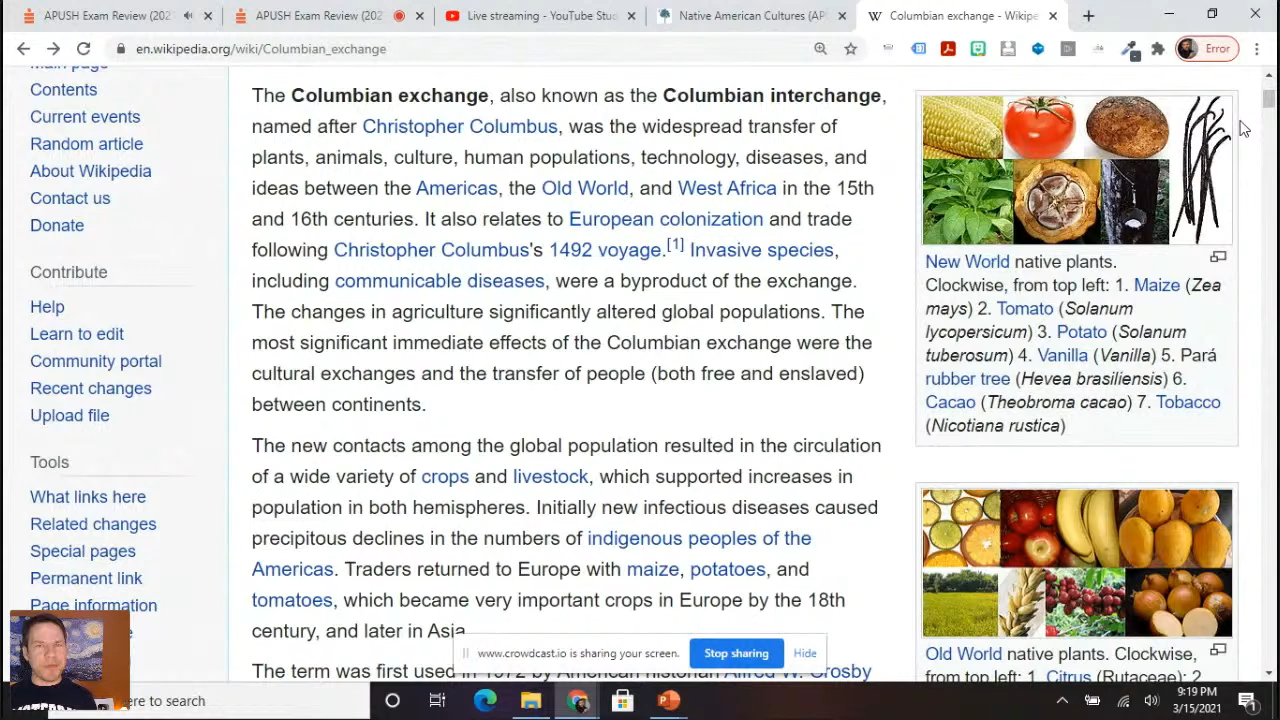 APUSH Exam Review (202
APUSH Exam Review (202
Live streaming - YouTube Stu
Native American Cultures (AP
Columbian exchange - Wikipe
en.wikipedia.org/wiki/Columbian_exchange
Error
Main page
Contents
Current events
Random article
About Wikipedia
Contact us
Donate
Contribute
Help
Learn to edit
Community portal
Recent changes
Upload file
Tools
What links here
Related changes
Special pages
Permanent link
Page information
The Columbian exchange, also known as the Columbian interchange,
named after Christopher Columbus, was the widespread transfer of
plants, animals, culture, human populations, technology, diseases, and
ideas between the Americas, the Old World, and West Africa in the 15th
and 16th centuries. It also relates to European colonization and trade
following Christopher Columbus's 1492 voyage.[1] Invasive species,
including communicable diseases, were a byproduct of the exchange.
The changes in agriculture significantly altered global populations. The
most significant immediate effects of the Columbian exchange were the
cultural exchanges and the transfer of people (both free and enslaved)
between continents.
The new contacts among the global population resulted in the circulation
of a wide variety of crops and livestock, which supported increases in
population in both hemispheres. Initially new infectious diseases caused
precipitous declines in the numbers of indigenous peoples of the
Americas. Traders returned to Europe with maize, potatoes, and
tomatoes, which became very important crops in Europe by the 18th
century, and later in Asia
The term was first used in 1972 by American historian Alfred W. Crosby
New World native plants.
Clockwise, from top left: 1. Maize (Zea
mays) 2. Tomato (Solanum
lycopersicum) 3. Potato (Solanum
tuberosum) 4. Vanilla (Vanilla) 5. Pará
rubber tree (Hevea brasiliensis) 6.
Cacao (Theobroma cacao) 7. Tobacco
(Nicotiana rustica)
Old World native plants. Clockwise,
from top left: 1. Citrus (Rutaceae); 2.
www.crowdcast.io is sharing your screen.
Stop sharing
Hide
ere to search
9:19 PM
3/15/2021
1